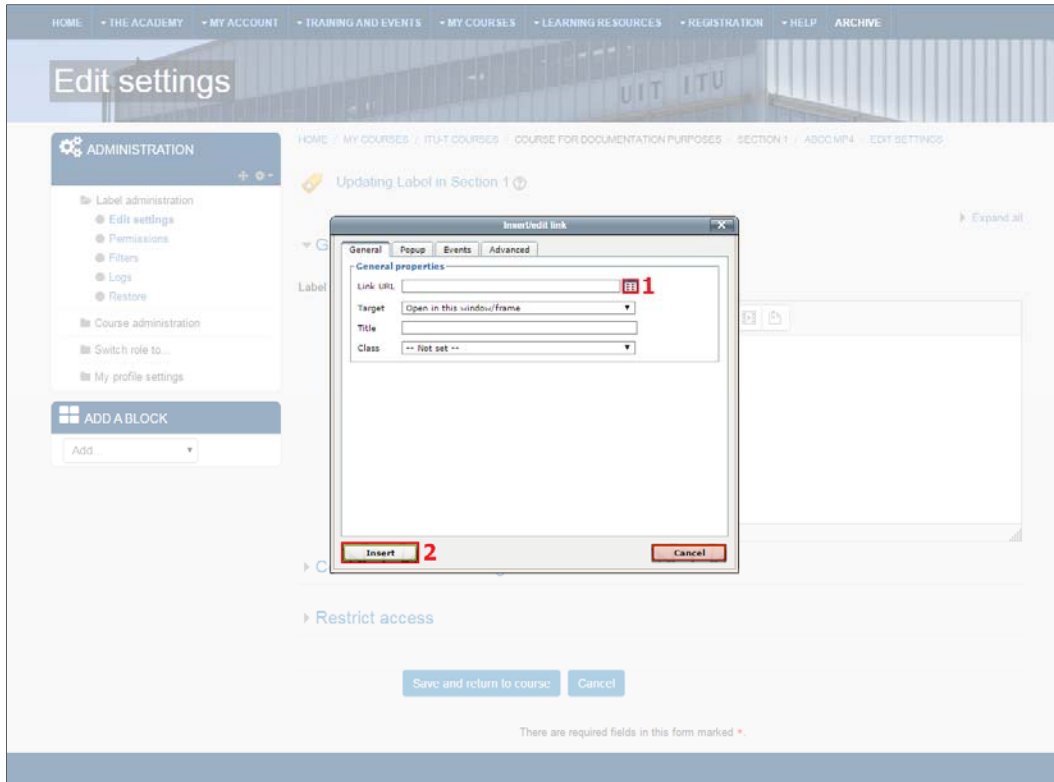 HOME THE ACADEMY MY ACCOUNT TRAINING AND EVENTS MY COURSES LEARNING RESOURCES REGISTRATION HELP ARCHIVE
Edit settings
UIT ITU
ADMINISTRATION
HOME / MY COURSES / ITU-T COURSES / COURSE FOR DOCUMENTATION PURPOSES / SECTION 1 / ABCC.MP4 / EDIT SETTINGS
Updating Label in Section 1
Label administration
Edit settings
Permissions
Filters
Logs
Restore
Course administration
Switch role to...
My profile settings
ADD A BLOCK
Add...
Expand all
G
Label
Insert/edit link
General Popup Events Advanced
General properties
Link URL 1
Target Open in this window/frame
Title
Class -- Not set --
Insert 2 Cancel
C
Restrict access
Save and return to course Cancel
There are required fields in this form marked *.